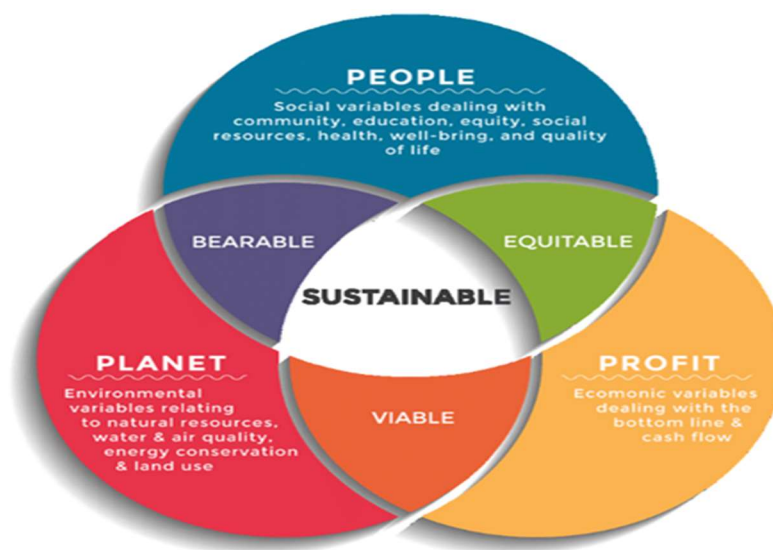 PEOPLE
Social variables dealing with
community, education, equity, social
resources, health, well-bring, and quality
of life
BEARABLE
EQUITABLE
SUSTAINABLE
PLANET
Environmental
variables relating
to natural resources,
water & air quality,
energy conservation
& land use
VIABLE
PROFIT
Ecomonic variables
dealing with the
bottom line &
cash flow